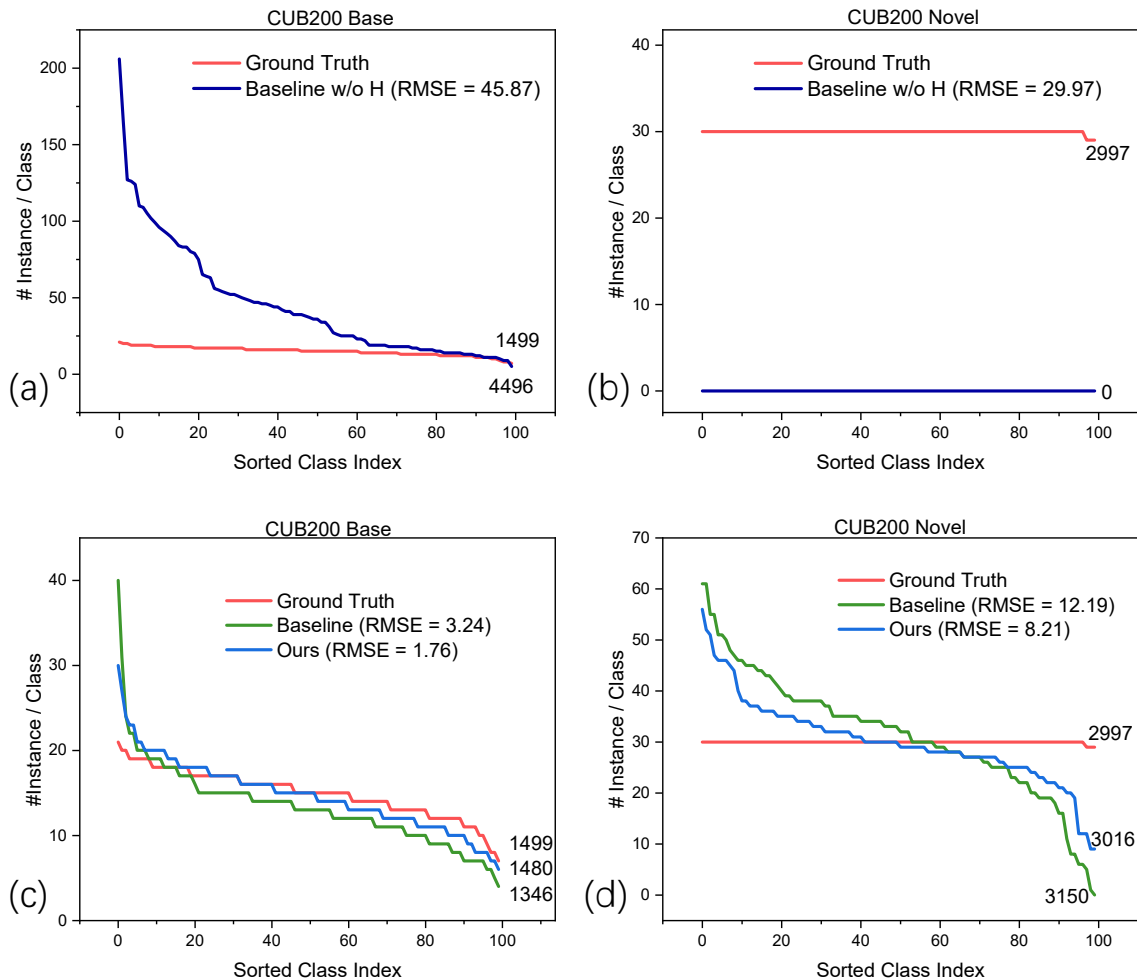 CUB200 Base
Ground Truth
Baseline w/o H (RMSE = 45.87)
# Instance / Class
200
150
100
50
0
1499
4496
0
20
40
60
80
100
Sorted Class Index
(a)
CUB200 Novel
Ground Truth
Baseline w/o H (RMSE = 29.97)
#Instance / Class
40
30
20
10
0
2997
0
0
20
40
60
80
100
Sorted Class Index
(b)
CUB200 Base
Ground Truth
Baseline (RMSE = 3.24)
Ours (RMSE = 1.76)
#Instance / Class
40
30
20
10
0
1499
1480
1346
0
20
40
60
80
100
Sorted Class Index
(c)
CUB200 Novel
Ground Truth
Baseline (RMSE = 12.19)
Ours (RMSE = 8.21)
# Instance / Class
70
60
50
40
30
20
10
0
2997
3016
3150
0
20
40
60
80
100
Sorted Class Index
(d)